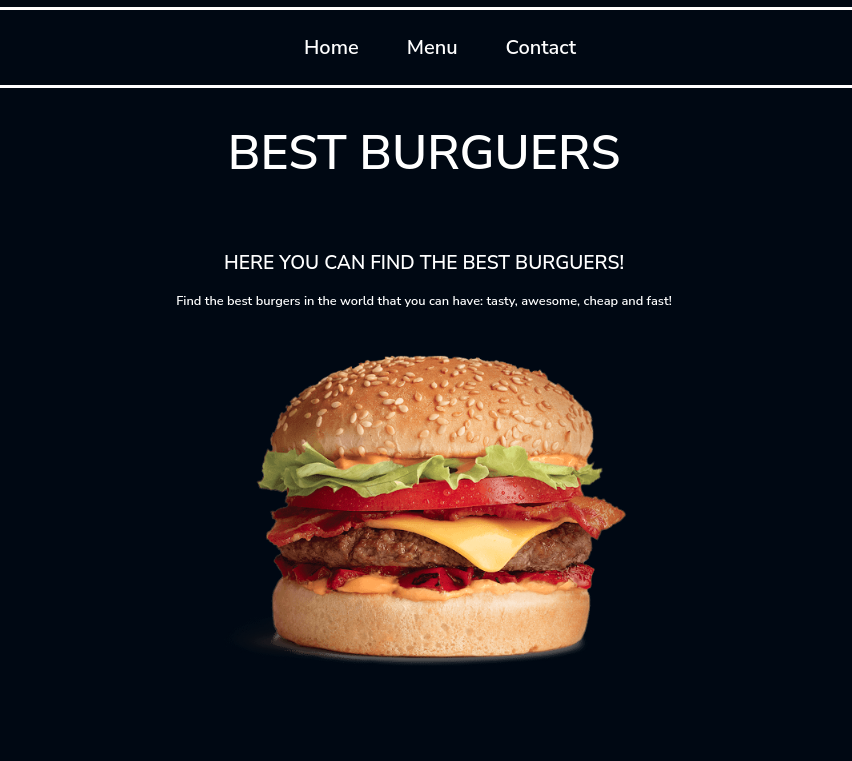 Home Menu Contact
BEST BURGUERS
HERE YOU CAN FIND THE BEST BURGUERS!
Find the best burgers in the world that you can have: tasty, awesome, cheap and fast!